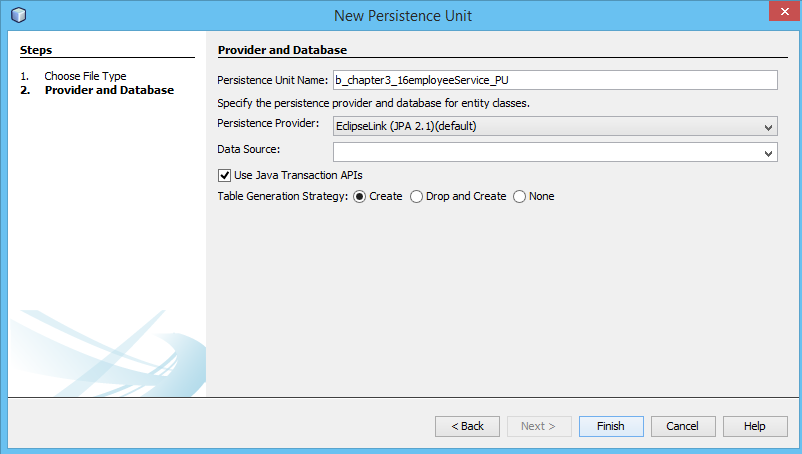 New Persistence Unit
Steps
1. Choose File Type
2. Provider and Database
Provider and Database
Persistence Unit Name: b_chapter3_16employeeService_PU
Specify the persistence provider and database for entity classes.
Persistence Provider: EclipseLink (JPA 2.1)(default)
Data Source:
Use Java Transaction APIs
Table Generation Strategy: Create Drop and Create None
< Back Next > Finish Cancel Help